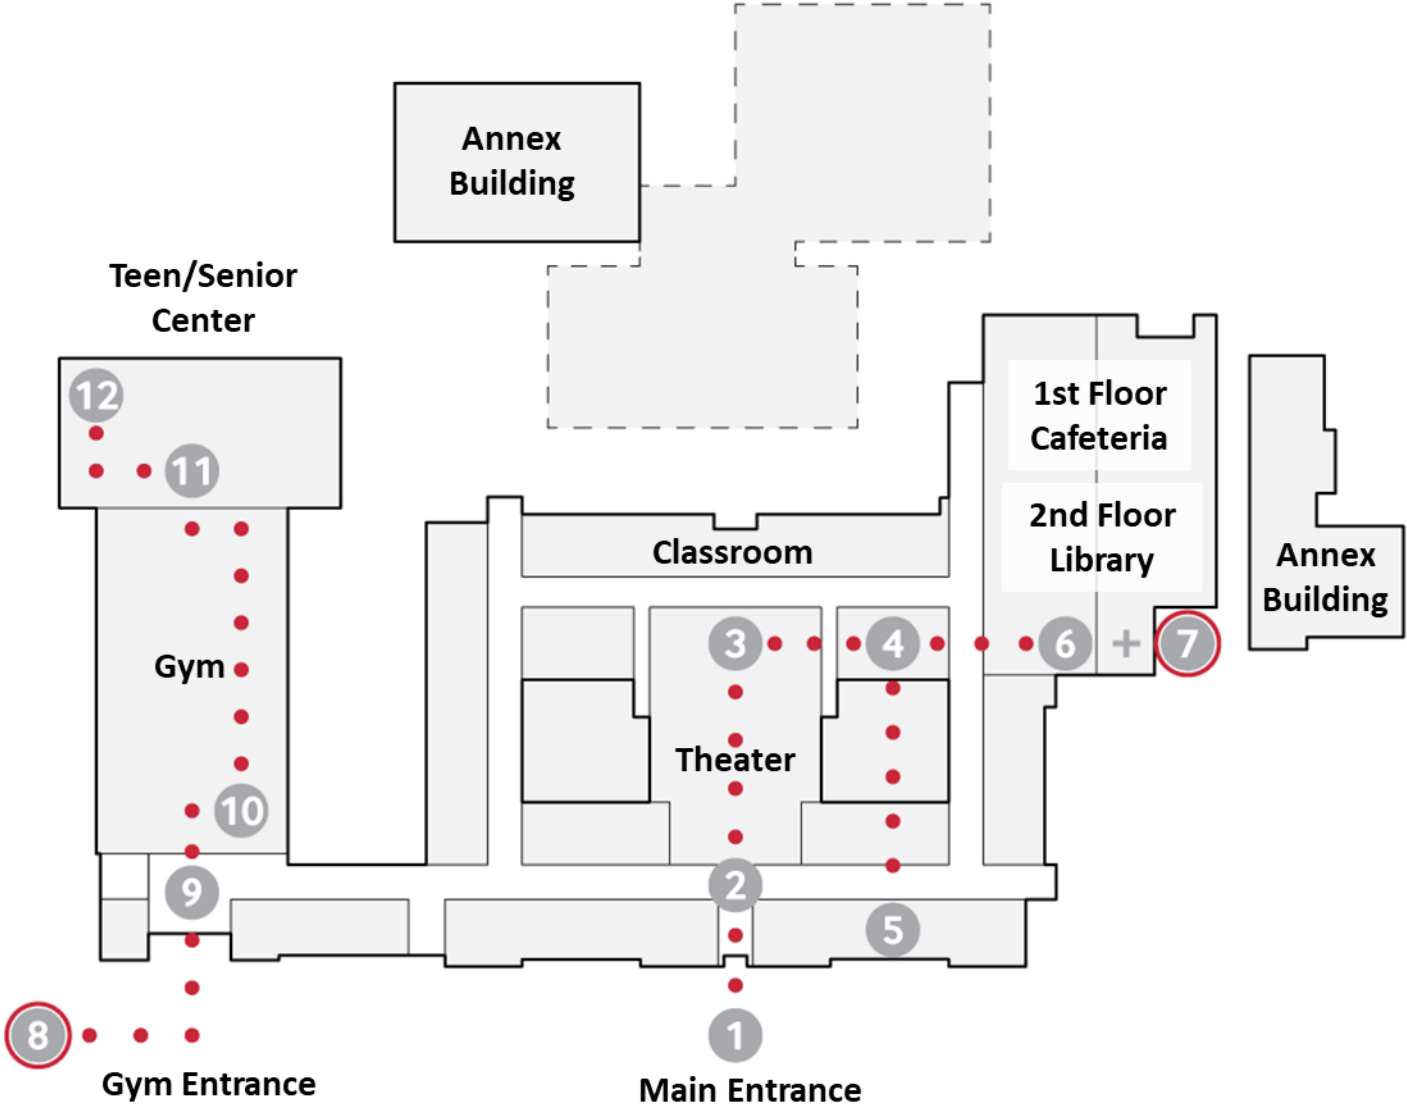 Annex
Building
Teen/Senior
Center
12
11
1st Floor
Cafeteria
2nd Floor
Library
Classroom
Annex
Building
3
4
6
+
7
Gym
Theater
10
2
9
5
8
1
Gym Entrance
Main Entrance